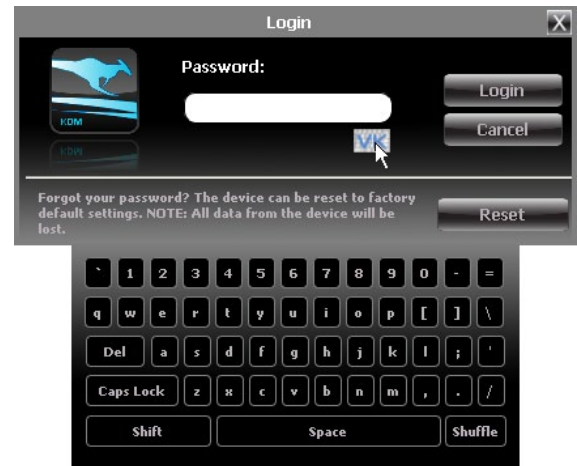 Login X
Password:
Login
KDM
VK
Cancel
Forgot your password? The device can be reset to factory
default settings. NOTE: All data from the device will be
lost.
Reset
` 1 2 3 4 5 6 7 8 9 0 - =
q w e r t y u i o p [ ] \
Del a s d f g h j k l ; '
Caps Lock z x c v b n m , . /
Shift Space Shuffle